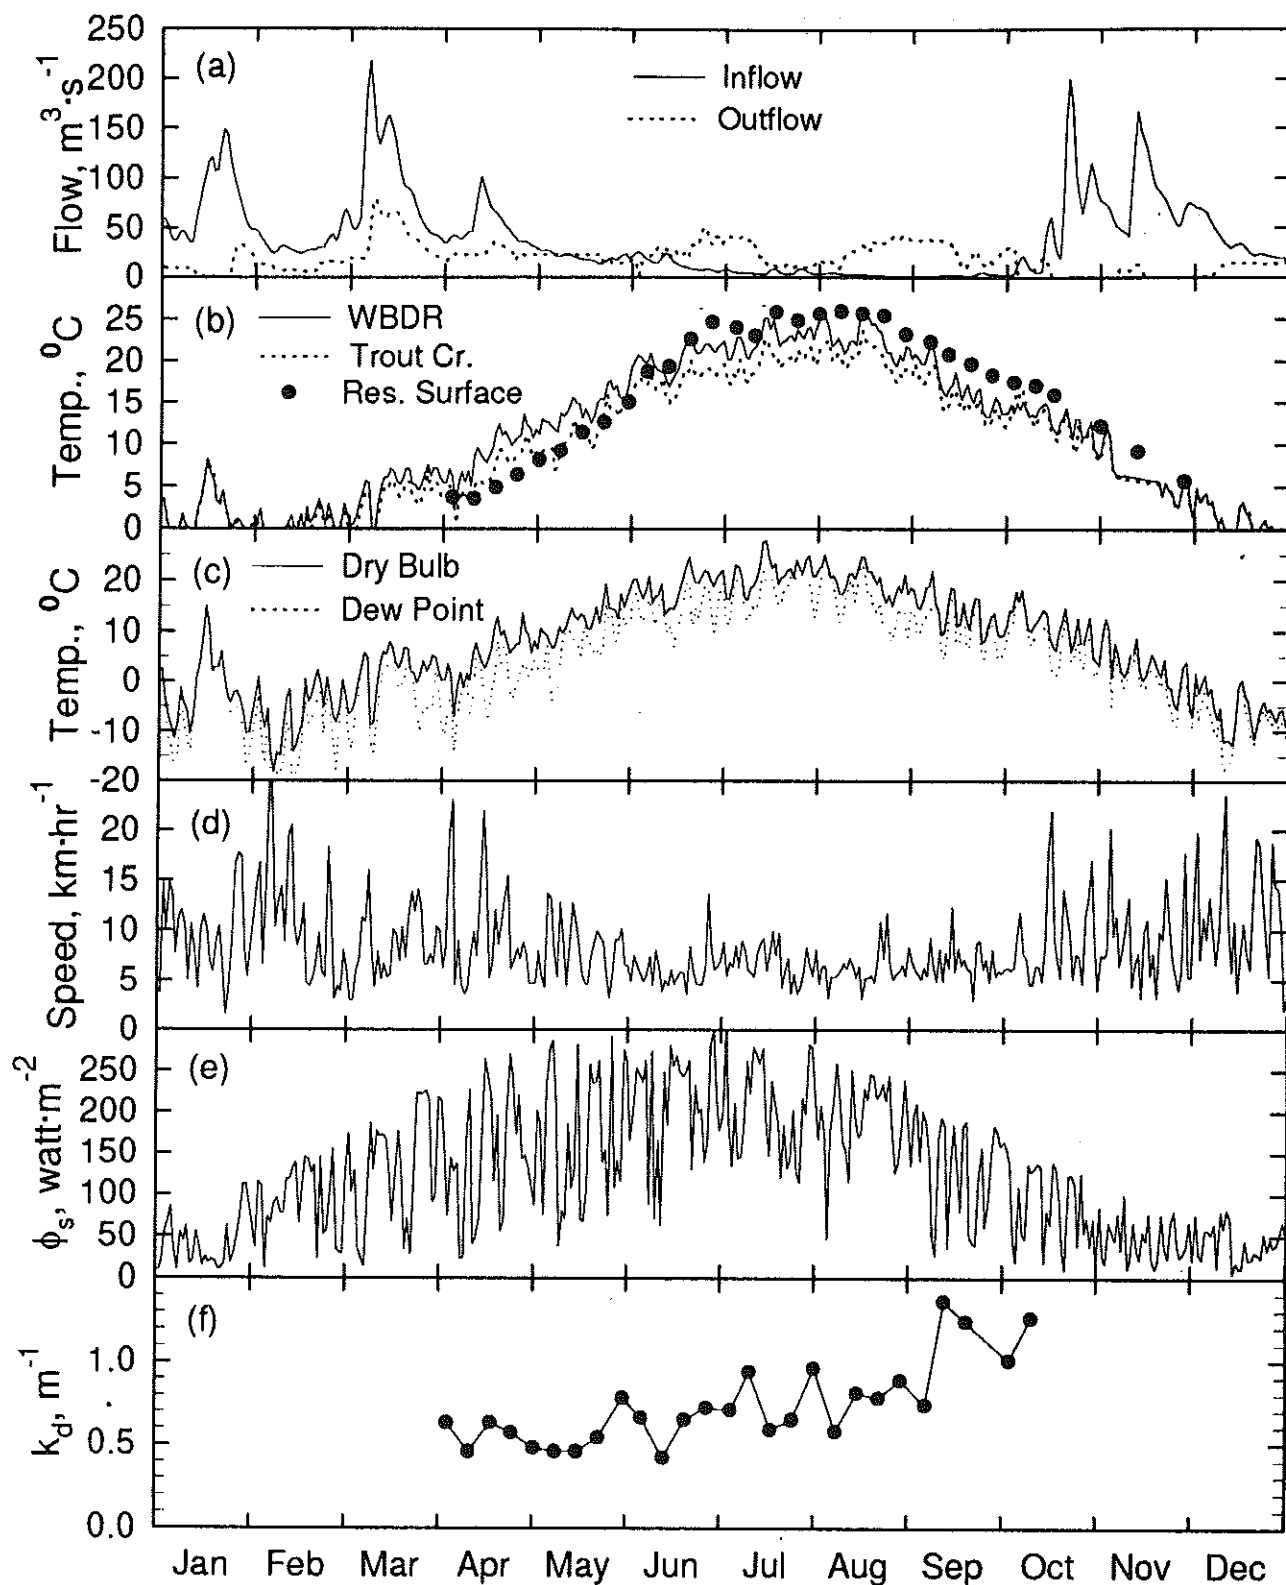 250
200
150
100
50
0
Flow, m³·s⁻¹
(a)
Inflow
Outflow
25
20
15
10
5
0
Temp., ⁰C
(b)
WBDR
Trout Cr.
Res. Surface
20
10
0
-10
-20
Temp., ⁰C
(c)
Dry Bulb
Dew Point
20
15
10
5
0
Speed, km·hr⁻¹
(d)
250
200
150
100
50
0
ϕₛ, watt·m⁻²
(e)
1.0
0.5
0.0
k_d, m⁻¹
(f)
Jan Feb Mar Apr May Jun Jul Aug Sep Oct Nov Dec